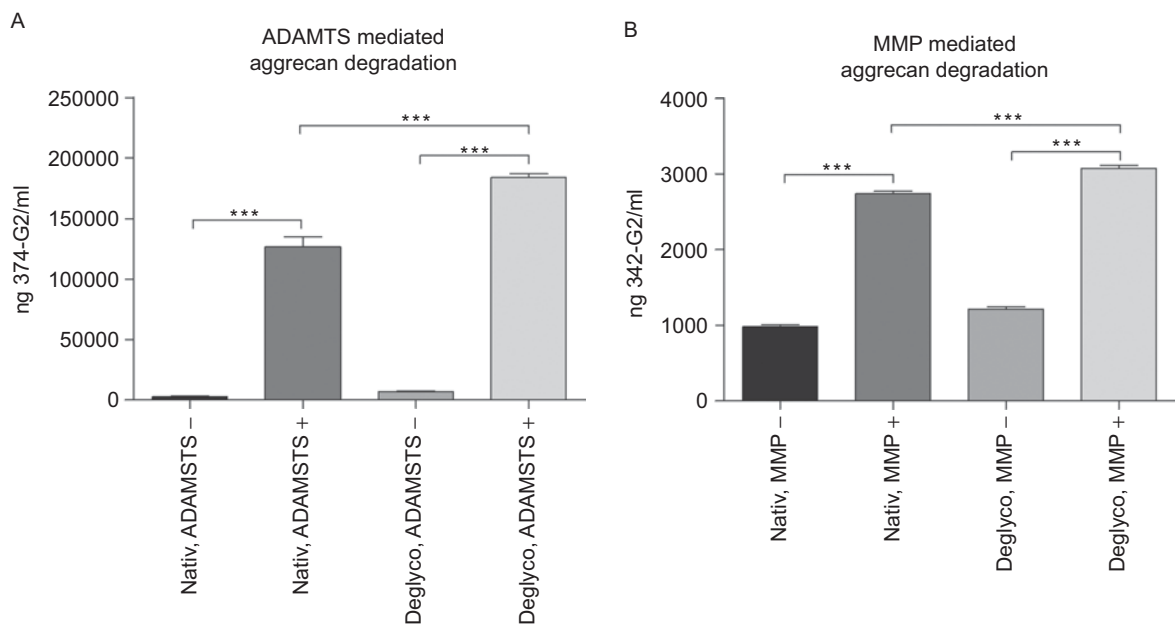 A
ADAMTS mediated
aggrecan degradation
ng 374-G2/ml
250000
200000
150000
100000
50000
0
***
***
***
Nativ, ADAMSTS –
Nativ, ADAMSTS +
Deglyco, ADAMSTS –
Deglyco, ADAMSTS +
B
MMP mediated
aggrecan degradation
ng 342-G2/ml
4000
3000
2000
1000
0
***
***
***
Nativ, MMP –
Nativ, MMP +
Deglyco, MMP –
Deglyco, MMP +